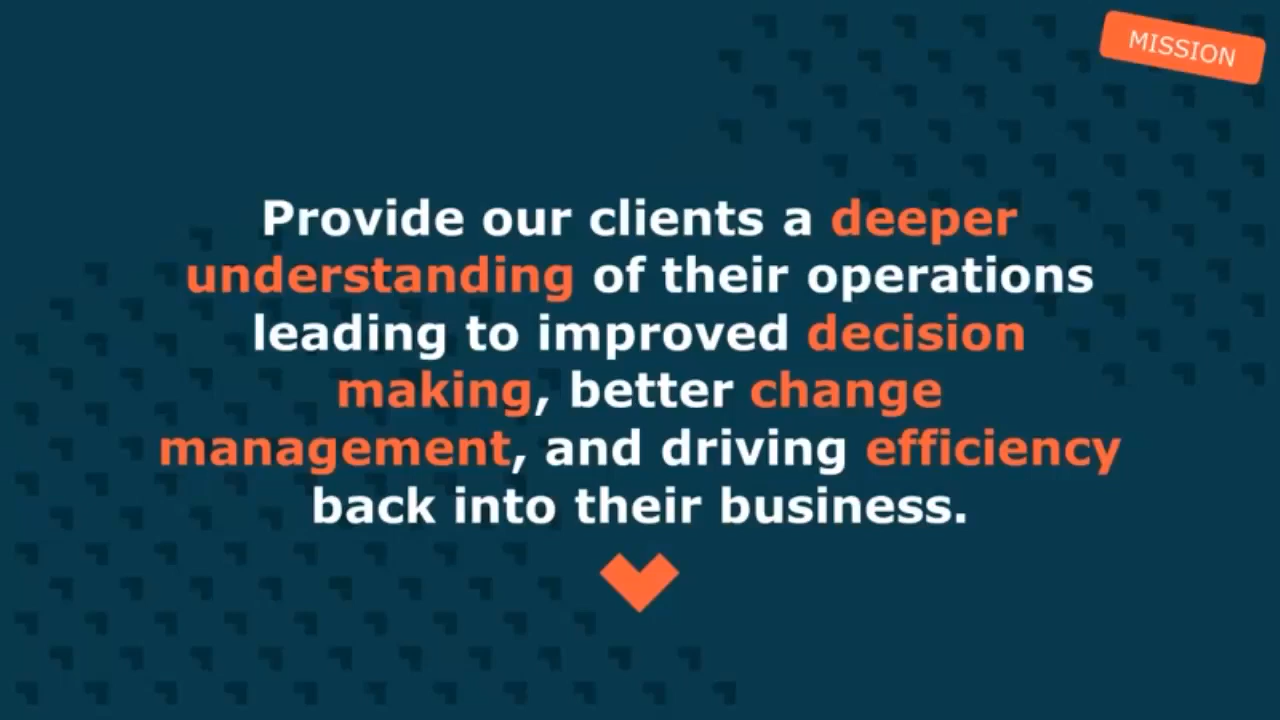 MISSION
Provide our clients a deeper
understanding of their operations
leading to improved decision
making, better change
management, and driving efficiency
back into their business.